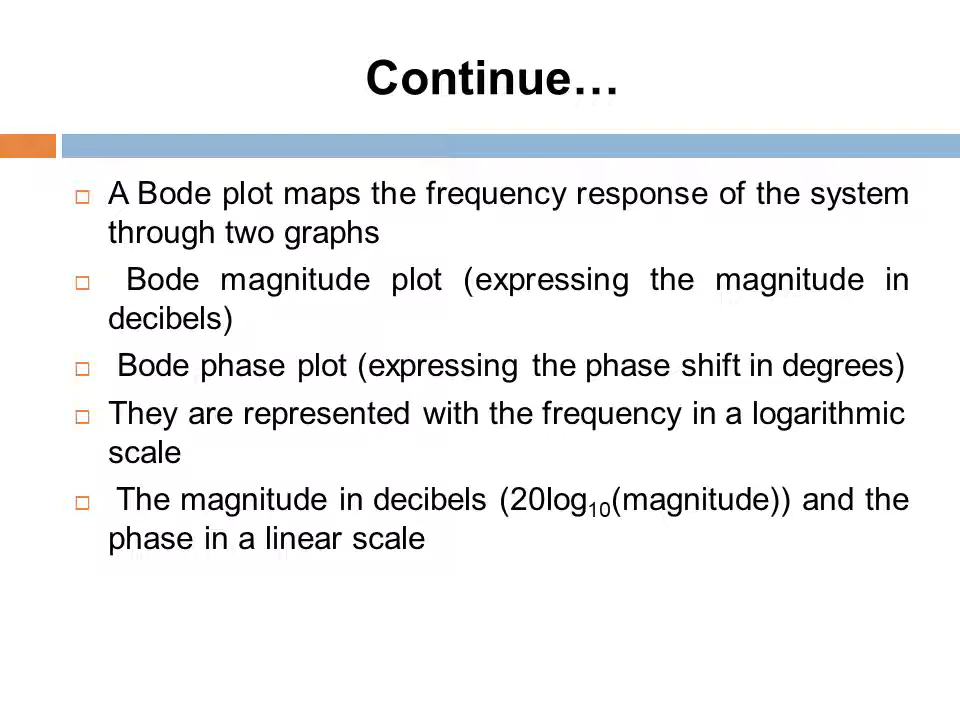 Continue…
A Bode plot maps the frequency response of the system
through two graphs
Bode magnitude plot (expressing the magnitude in
decibels)
Bode phase plot (expressing the phase shift in degrees)
They are represented with the frequency in a logarithmic
scale
The magnitude in decibels (20log₁₀(magnitude)) and the
phase in a linear scale